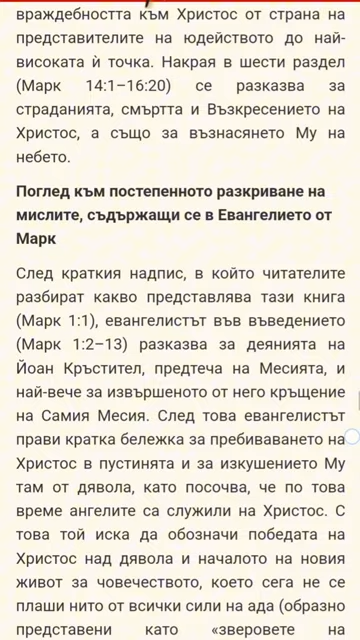 враждебността към Христос от страна на
представителите на юдейството до най-
високата ѝ точка. Накрая в шести раздел
(Марк 14:1–16:20) се разказва за
страданията, смъртта и Възкресението на
Христос, а също за възнасянето Му на
небето.
Поглед към постепенното разкриване на
мислите, съдържащи се в Евангелието от
Марк
След краткия надпис, в който читателите
разбират какво представлява тази книга
(Марк 1:1), евангелистът във въведението
(Марк 1:2–13) разказва за деянията на
Йоан Кръстител, предтеча на Месията, и
най-вече за извършеното от него кръщение
на Самия Месия. След това евангелистът
прави кратка бележка за пребиваването на
Христос в пустинята и за изкушението Му
там от дявола, като посочва, че по това
време ангелите са служили на Христос. С
това той иска да обозначи победата на
Христос над дявола и началото на новия
живот за човечеството, което сега не се
плаши нито от всички сили на ада (образно
представени като «зверовете на